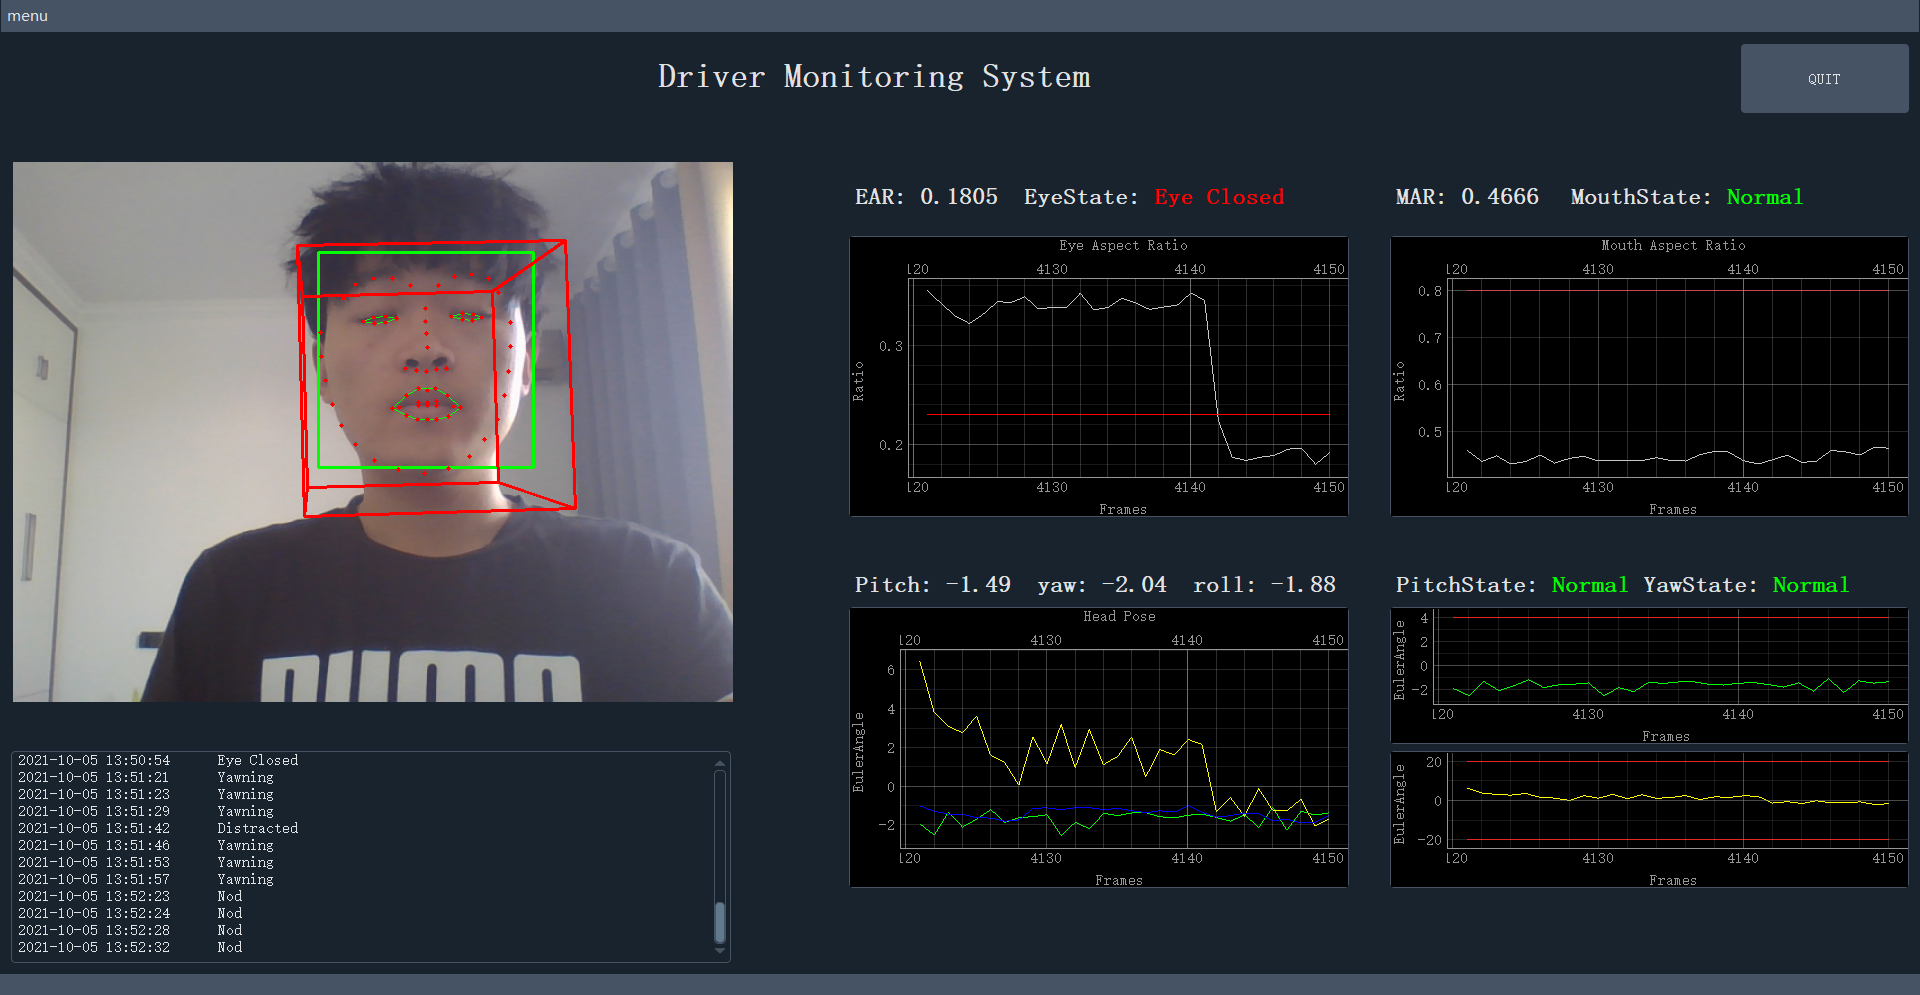 menu
Driver Monitoring System
QUIT
EAR: 0.1805 EyeState: Eye Closed
MAR: 0.4666 MouthState: Normal
Eye Aspect Ratio
120 4130 4140 4150
0.3
0.2
Ratio
120 4130 4140 4150
Frames
Mouth Aspect Ratio
120 4130 4140 4150
0.8
0.7
0.6
0.5
Ratio
120 4130 4140 4150
Frames
Pitch: -1.49 yaw: -2.04 roll: -1.88
PitchState: Normal YawState: Normal
Head Pose
120 4130 4140 4150
6
4
2
0
-2
EulerAngle
120 4130 4140 4150
Frames
4
2
0
-2
EulerAngle
120 4130 4140 4150
Frames
20
0
-20
EulerAngle
120 4130 4140 4150
Frames
PUMA
2021-10-05 13:50:54 Eye Closed
2021-10-05 13:51:21 Yawning
2021-10-05 13:51:23 Yawning
2021-10-05 13:51:29 Yawning
2021-10-05 13:51:42 Distracted
2021-10-05 13:51:46 Yawning
2021-10-05 13:51:53 Yawning
2021-10-05 13:51:57 Yawning
2021-10-05 13:52:23 Nod
2021-10-05 13:52:24 Nod
2021-10-05 13:52:28 Nod
2021-10-05 13:52:32 Nod